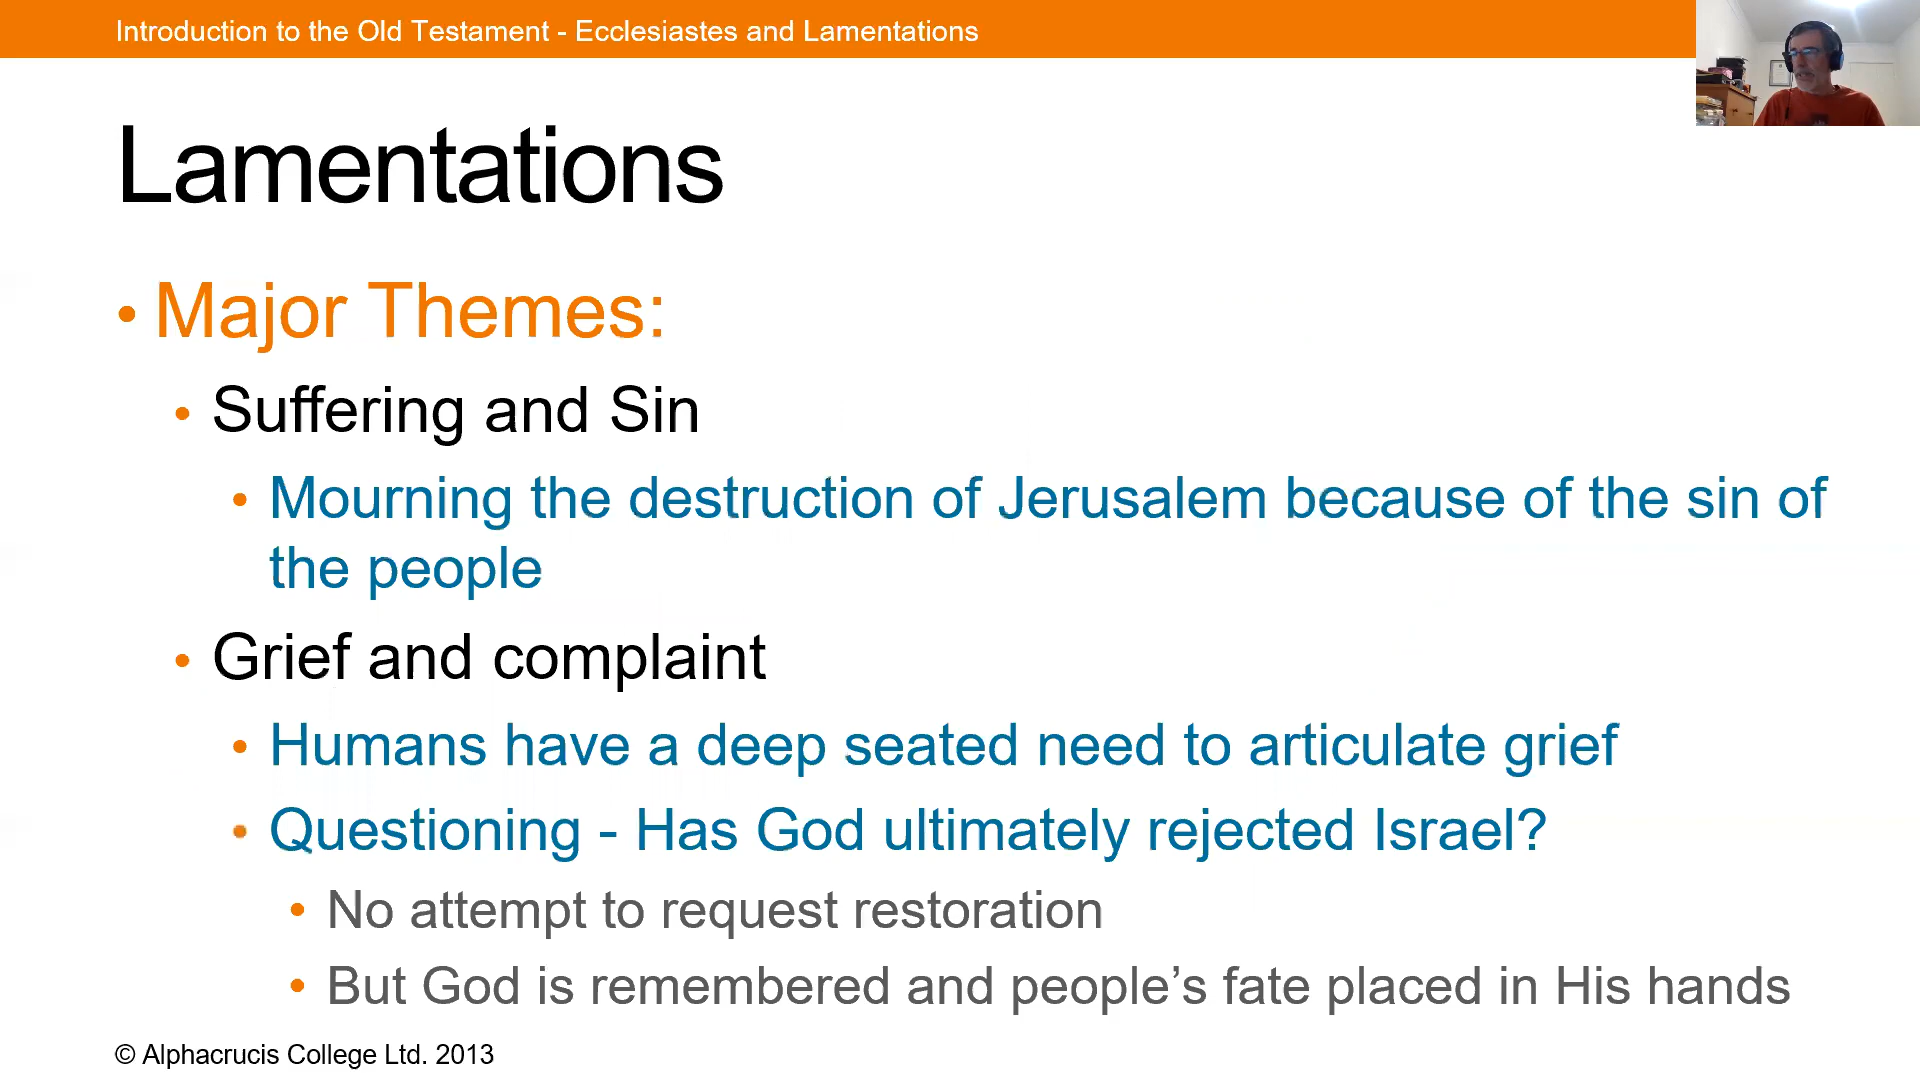 Introduction to the Old Testament - Ecclesiastes and Lamentations
Lamentations
• Major Themes:
• Suffering and Sin
• Mourning the destruction of Jerusalem because of the sin of
the people
• Grief and complaint
• Humans have a deep seated need to articulate grief
• Questioning - Has God ultimately rejected Israel?
• No attempt to request restoration
• But God is remembered and people’s fate placed in His hands
© Alphacrucis College Ltd. 2013